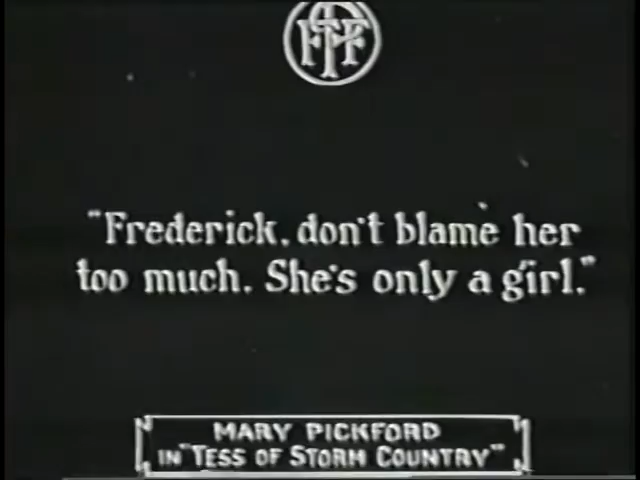 "Frederick, don't blame her
too much. She's only a girl."
MARY PICKFORD
IN "TESS OF STORM COUNTRY"